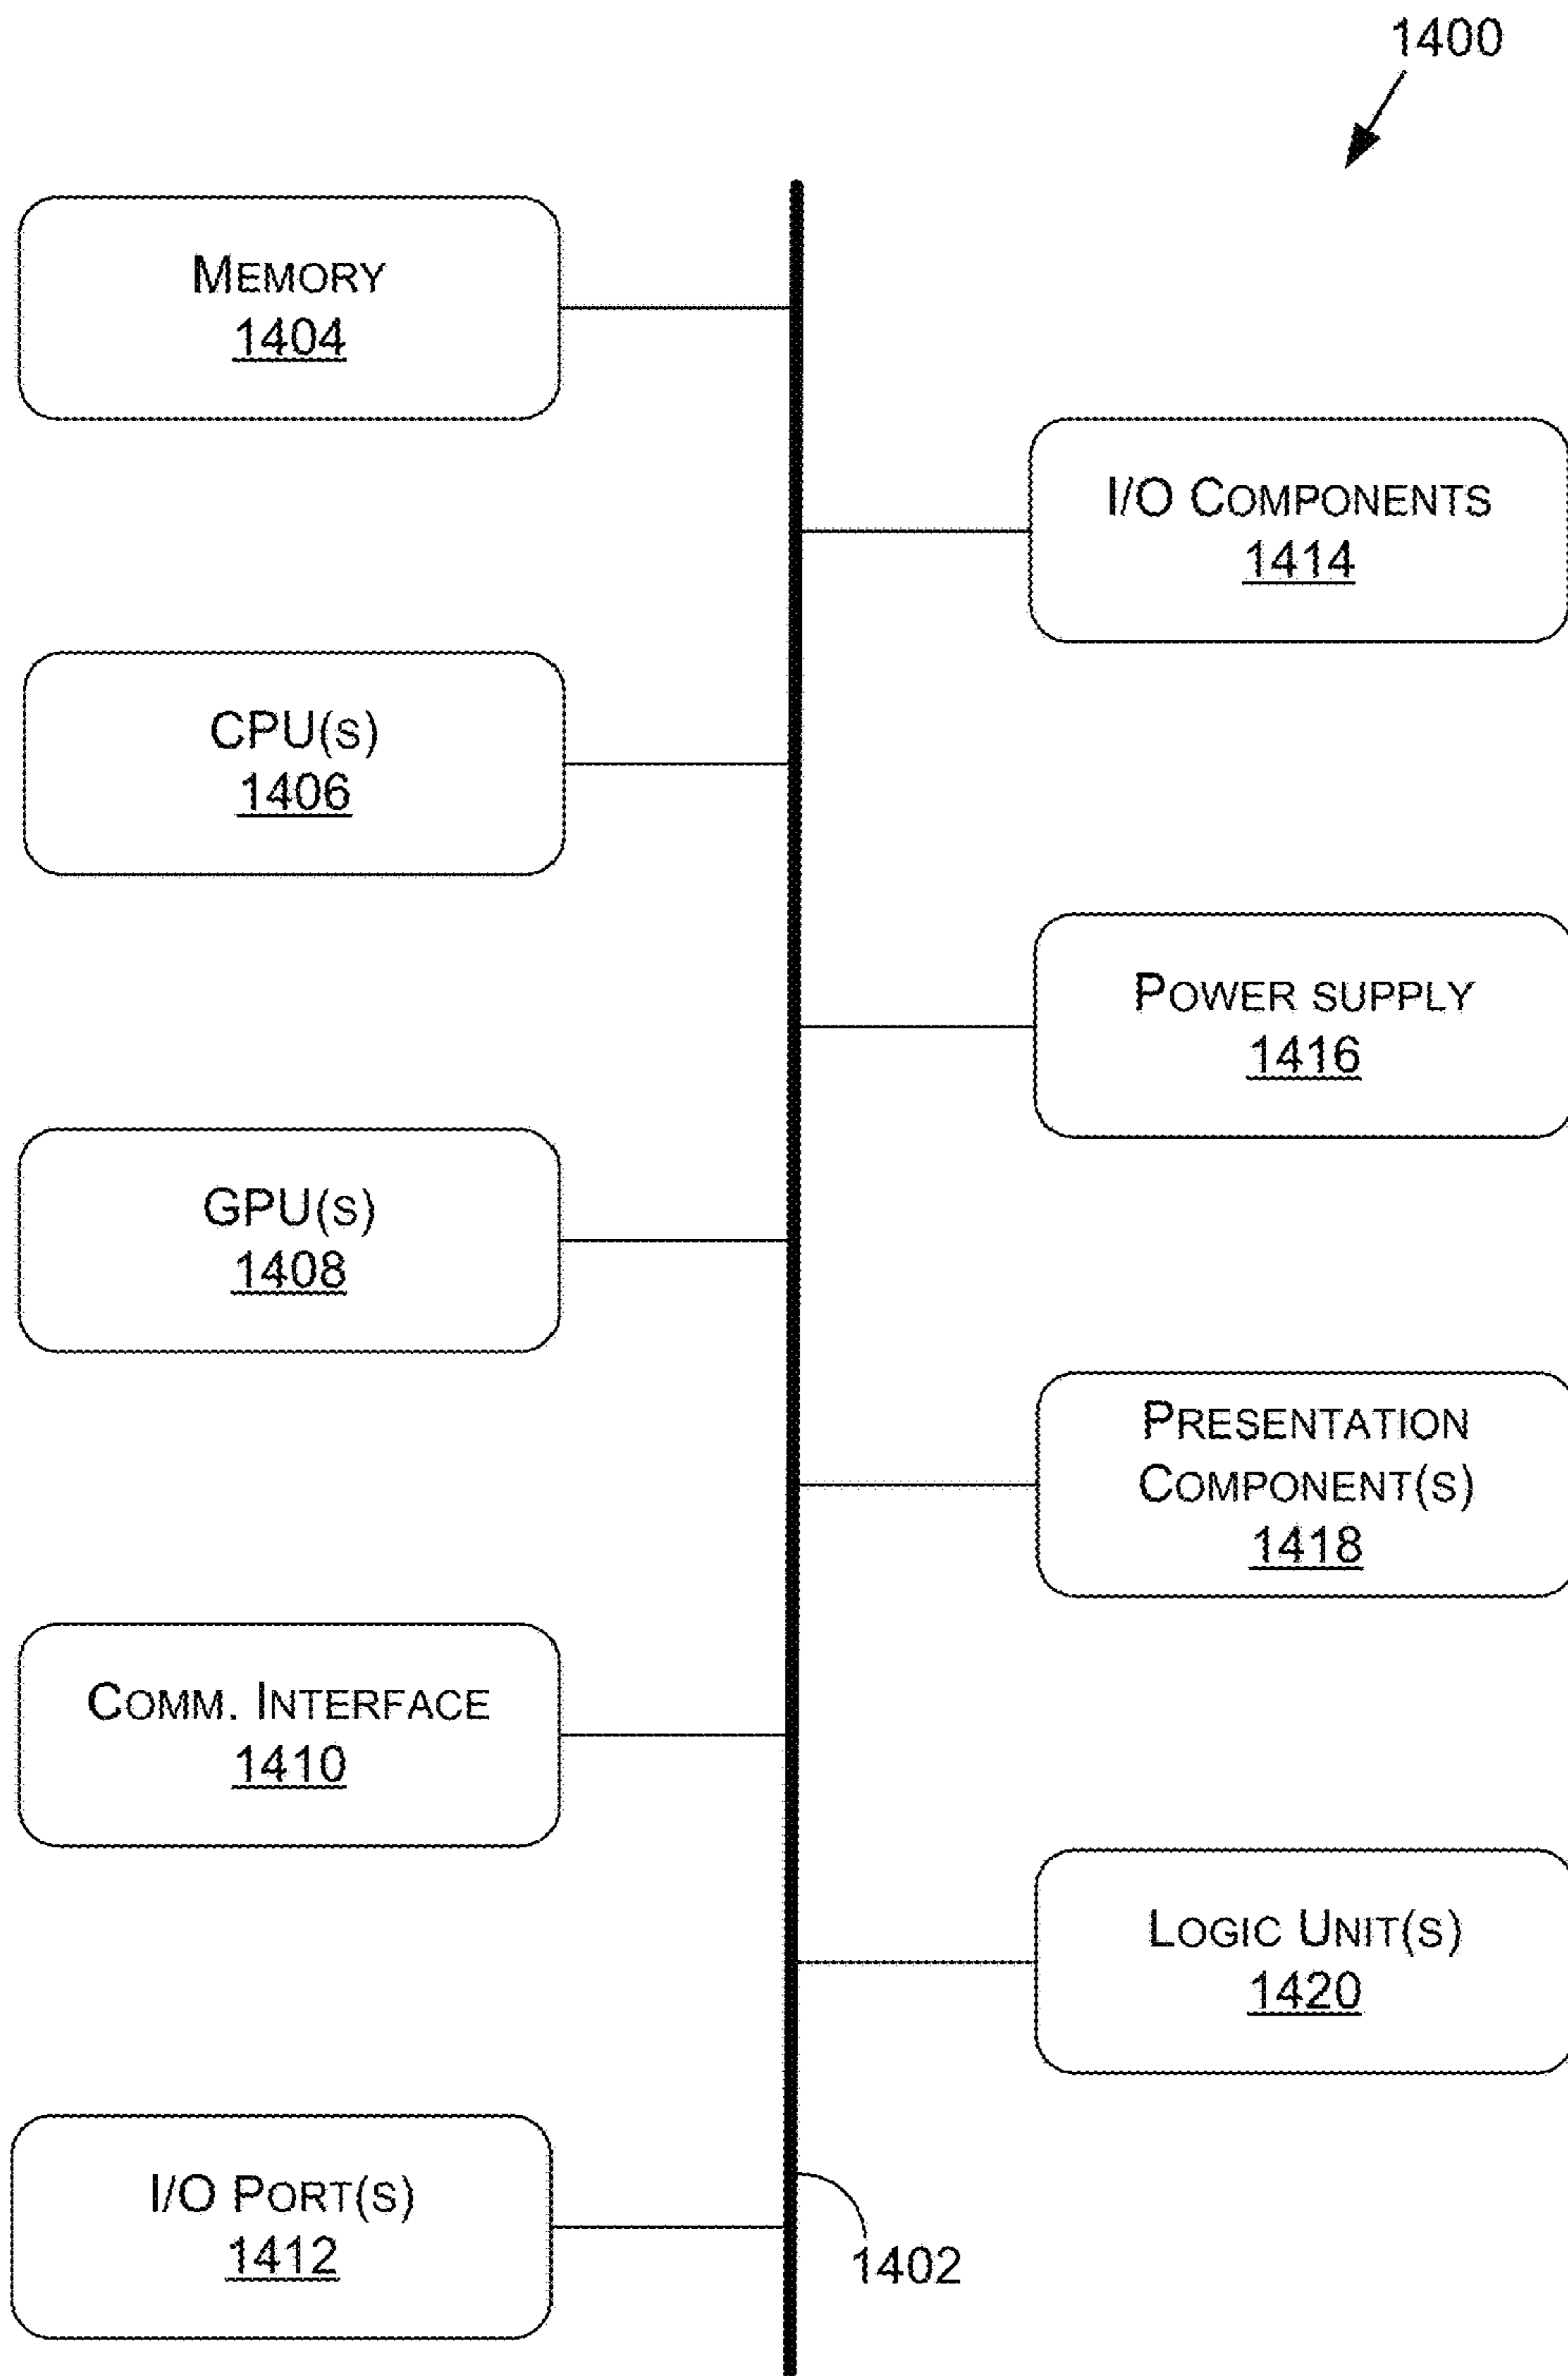 1400
MEMORY
1404
I/O COMPONENTS
1414
CPU(S)
1406
POWER SUPPLY
1416
GPU(S)
1408
PRESENTATION
COMPONENT(S)
1418
COMM. INTERFACE
1410
LOGIC UNIT(S)
1420
I/O PORT(S)
1412
1402